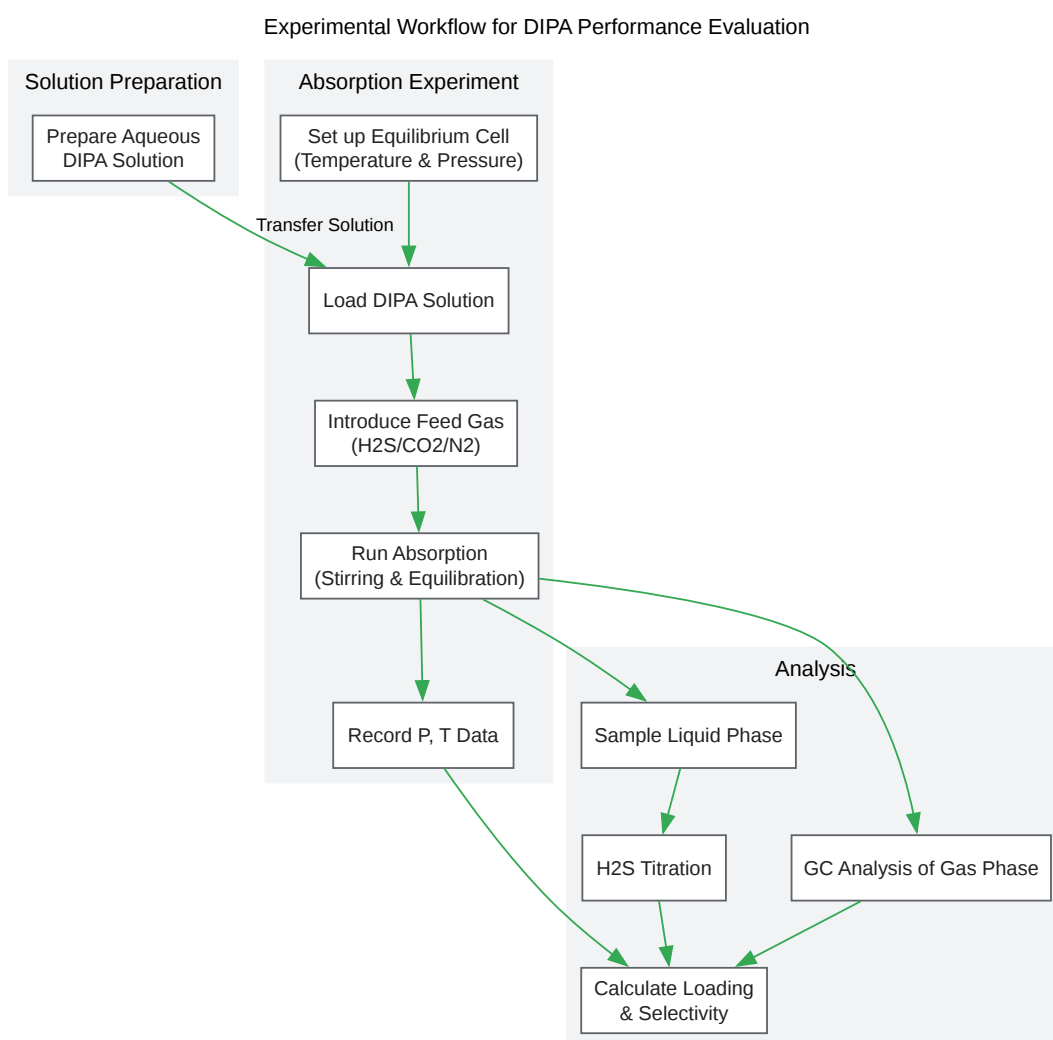 Experimental Workflow for DIPA Performance Evaluation
Solution Preparation
Absorption Experiment
Prepare Aqueous
DIPA Solution
Set up Equilibrium Cell
(Temperature & Pressure)
Transfer Solution
Load DIPA Solution
Introduce Feed Gas
(H2S/CO2/N2)
Run Absorption
(Stirring & Equilibration)
Analysis
Record P, T Data
Sample Liquid Phase
H2S Titration
GC Analysis of Gas Phase
Calculate Loading
& Selectivity